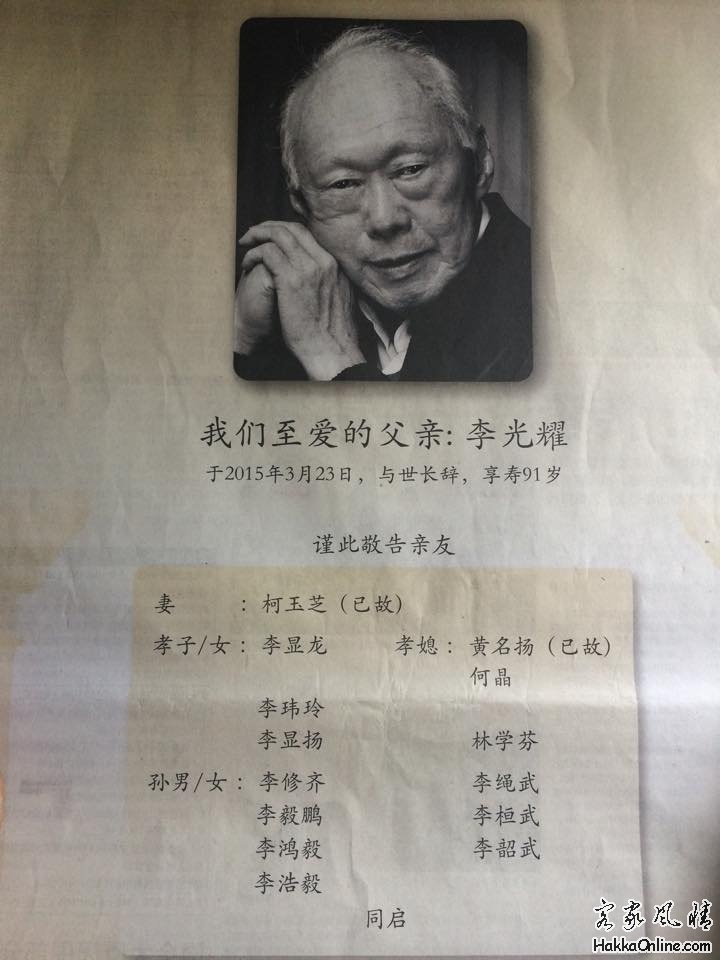 我们至爱的父亲: 李光耀
于2015年3月23日，与世长辞，享寿91岁
谨此敬告亲友
妻 ：柯玉芝（已故）
孝子/女：李显龙 孝媳：黄名扬（已故）
何晶
李玮玲
李显扬 林学芬
孙男/女：李修齐 李绳武
李毅鹏 李桓武
李鸿毅 李韶武
李浩毅
同启
客家风情
HakkaOnline.com